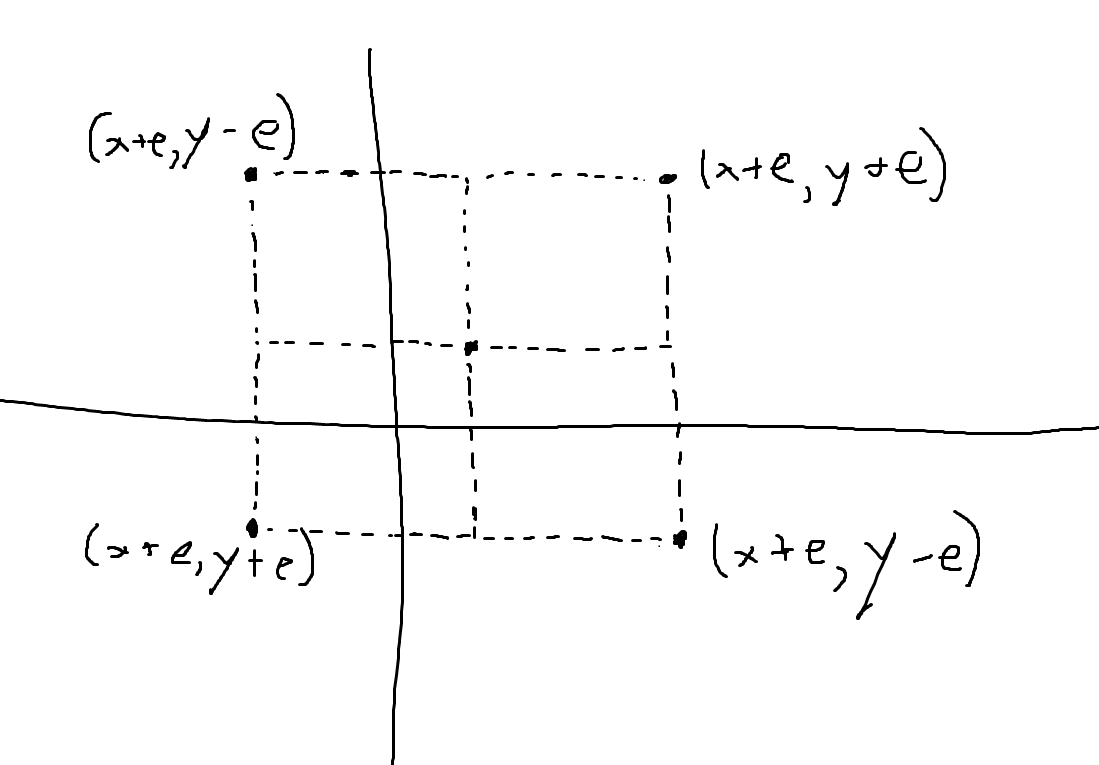 (x+e, y-e)
(x+e, y+e)
(x+e, y+e)
(x+e, y-e)